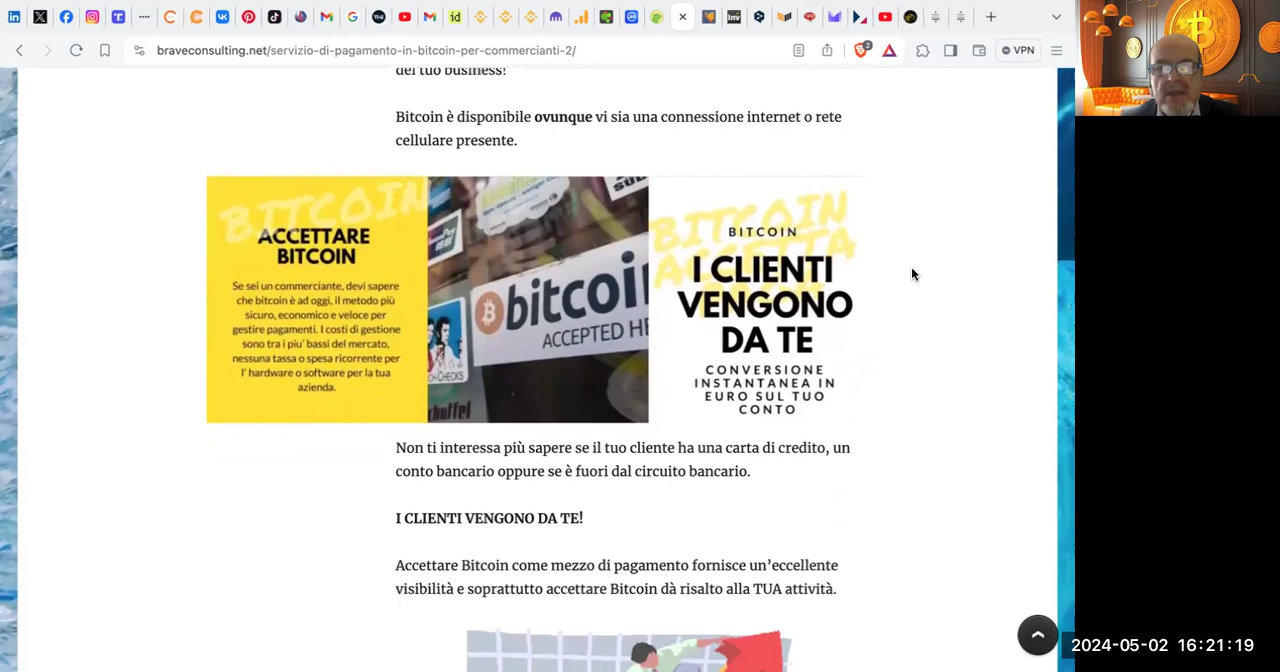 braveconsulting.net/servizio-di-pagamento-in-bitcoin-per-commercianti-2/
2
VPN
del tuo business!
Bitcoin è disponibile ovunque vi sia una connessione internet o rete
cellulare presente.
BITCOIN
ACCETTARE
BITCOIN
Se sei un commerciante, devi sapere
che bitcoin è ad oggi, il metodo più
sicuro, economico e veloce per
gestire pagamenti. I costi di gestione
sono tra i piu' bassi del mercato,
nessuna tassa o spesa ricorrente per
l' hardware o software per la tua
azienda.
bitcoi
ACCEPTED HE
BITCOIN
ACCETTA
BITCOIN
I CLIENTI
VENGONO
DA TE
CONVERSIONE
INSTANTANEA IN
EURO SUL TUO
CONTO
Non ti interessa più sapere se il tuo cliente ha una carta di credito, un
conto bancario oppure se è fuori dal circuito bancario.
I CLIENTI VENGONO DA TE!
Accettare Bitcoin come mezzo di pagamento fornisce un'eccellente
visibilità e soprattutto accettare Bitcoin dà risalto alla TUA attività.
2024-05-02 16:21:19